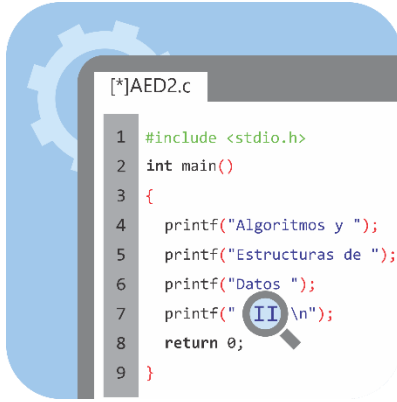 [*]AED2.c
1 #include <stdio.h>
2 int main()
3 {
4 printf("Algoritmos y ");
5 printf("Estructuras de ");
6 printf("Datos ");
7 printf(" II \n");
8 return 0;
9 }